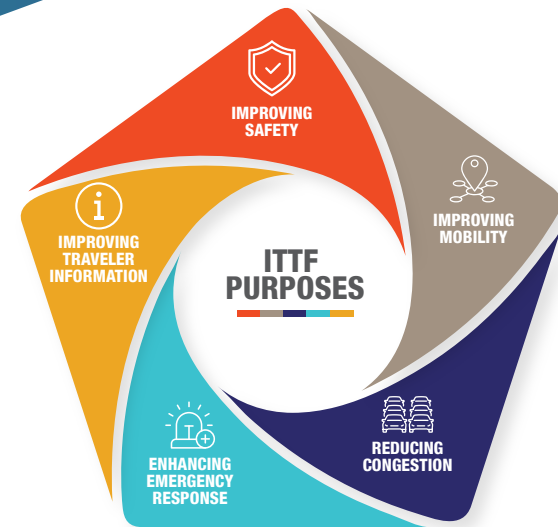 IMPROVING
SAFETY
IMPROVING
MOBILITY
IMPROVING
TRAVELER
INFORMATION
ITTF
PURPOSES
REDUCING
CONGESTION
ENHANCING
EMERGENCY
RESPONSE